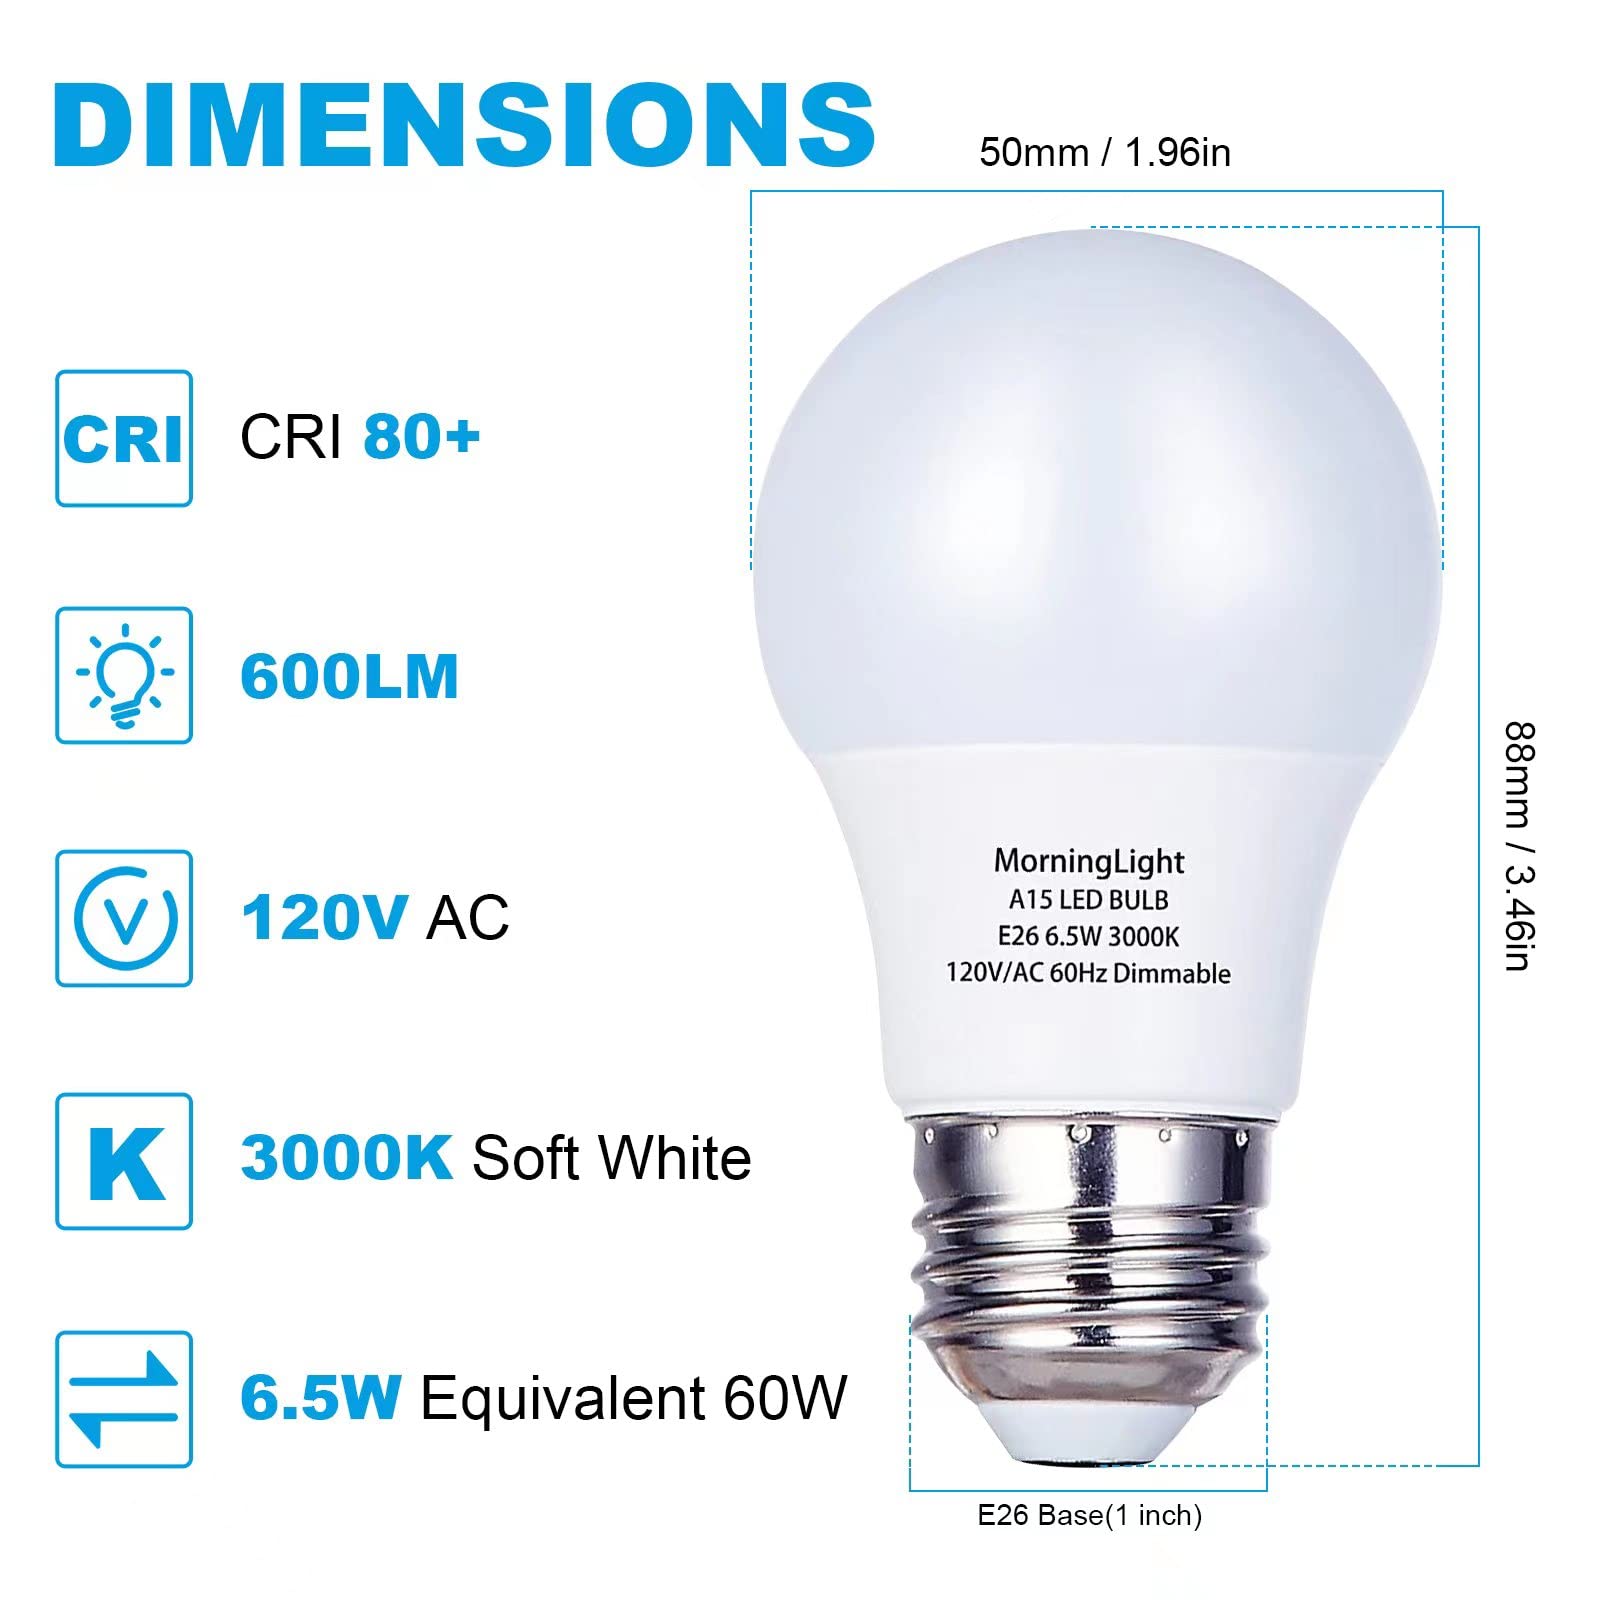 DIMENSIONS
50mm / 1.96in
CRI
CRI 80+
600LM
V
120V AC
K
3000K Soft White
6.5W Equivalent 60W
MorningLight
A15 LED BULB
E26 6.5W 3000K
120V/AC 60Hz Dimmable
88mm / 3.46in
E26 Base(1 inch)